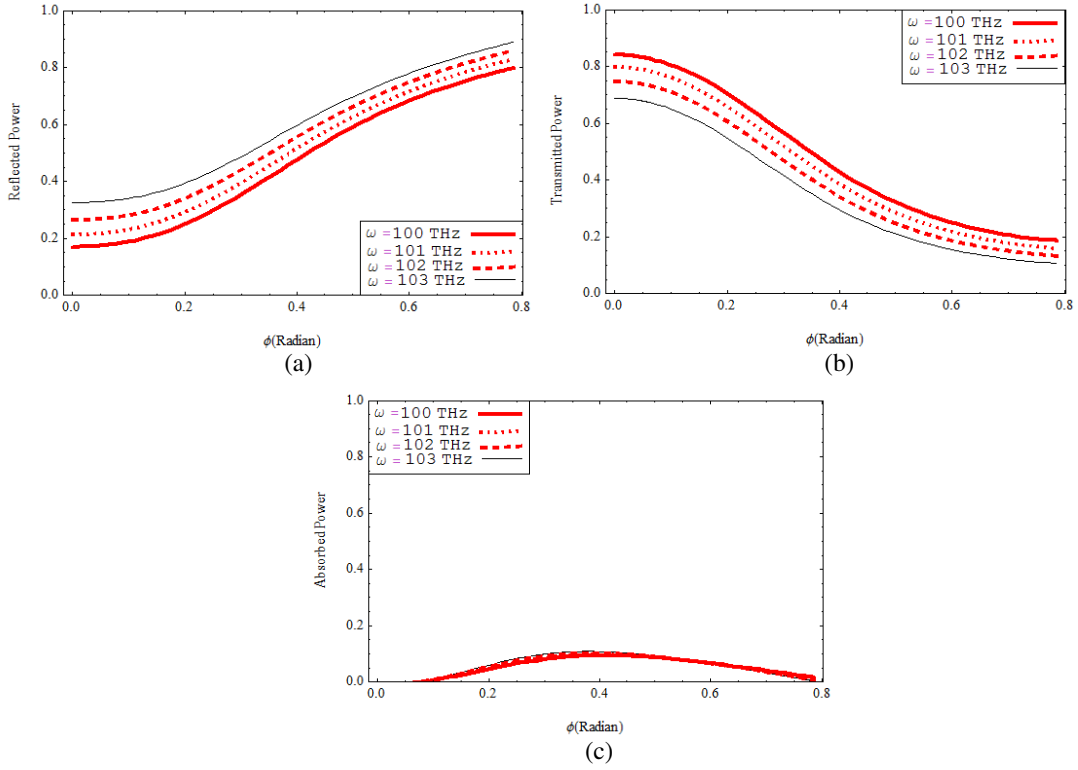 1.0
0.8
0.6
0.4
0.2
0.0
Reflected Power
0.0 0.2 0.4 0.6 0.8
ϕ(Radian)
ω = 100 THz
ω = 101 THz
ω = 102 THz
ω = 103 THz
(a)
1.0
0.8
0.6
0.4
0.2
0.0
Transmitted Power
0.0 0.2 0.4 0.6 0.8
ϕ(Radian)
ω = 100 THz
ω = 101 THz
ω = 102 THz
ω = 103 THz
(b)
1.0
0.8
0.6
0.4
0.2
0.0
Absorbed Power
0.0 0.2 0.4 0.6 0.8
ϕ(Radian)
ω = 100 THz
ω = 101 THz
ω = 102 THz
ω = 103 THz
(c)